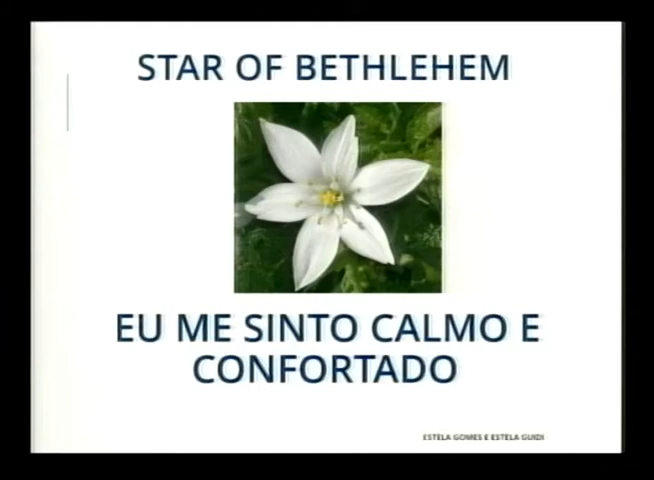 STAR OF BETHLEHEM
EU ME SINTO CALMO E
CONFORTADO
ESTELA GOMES E ESTELA GUIDI